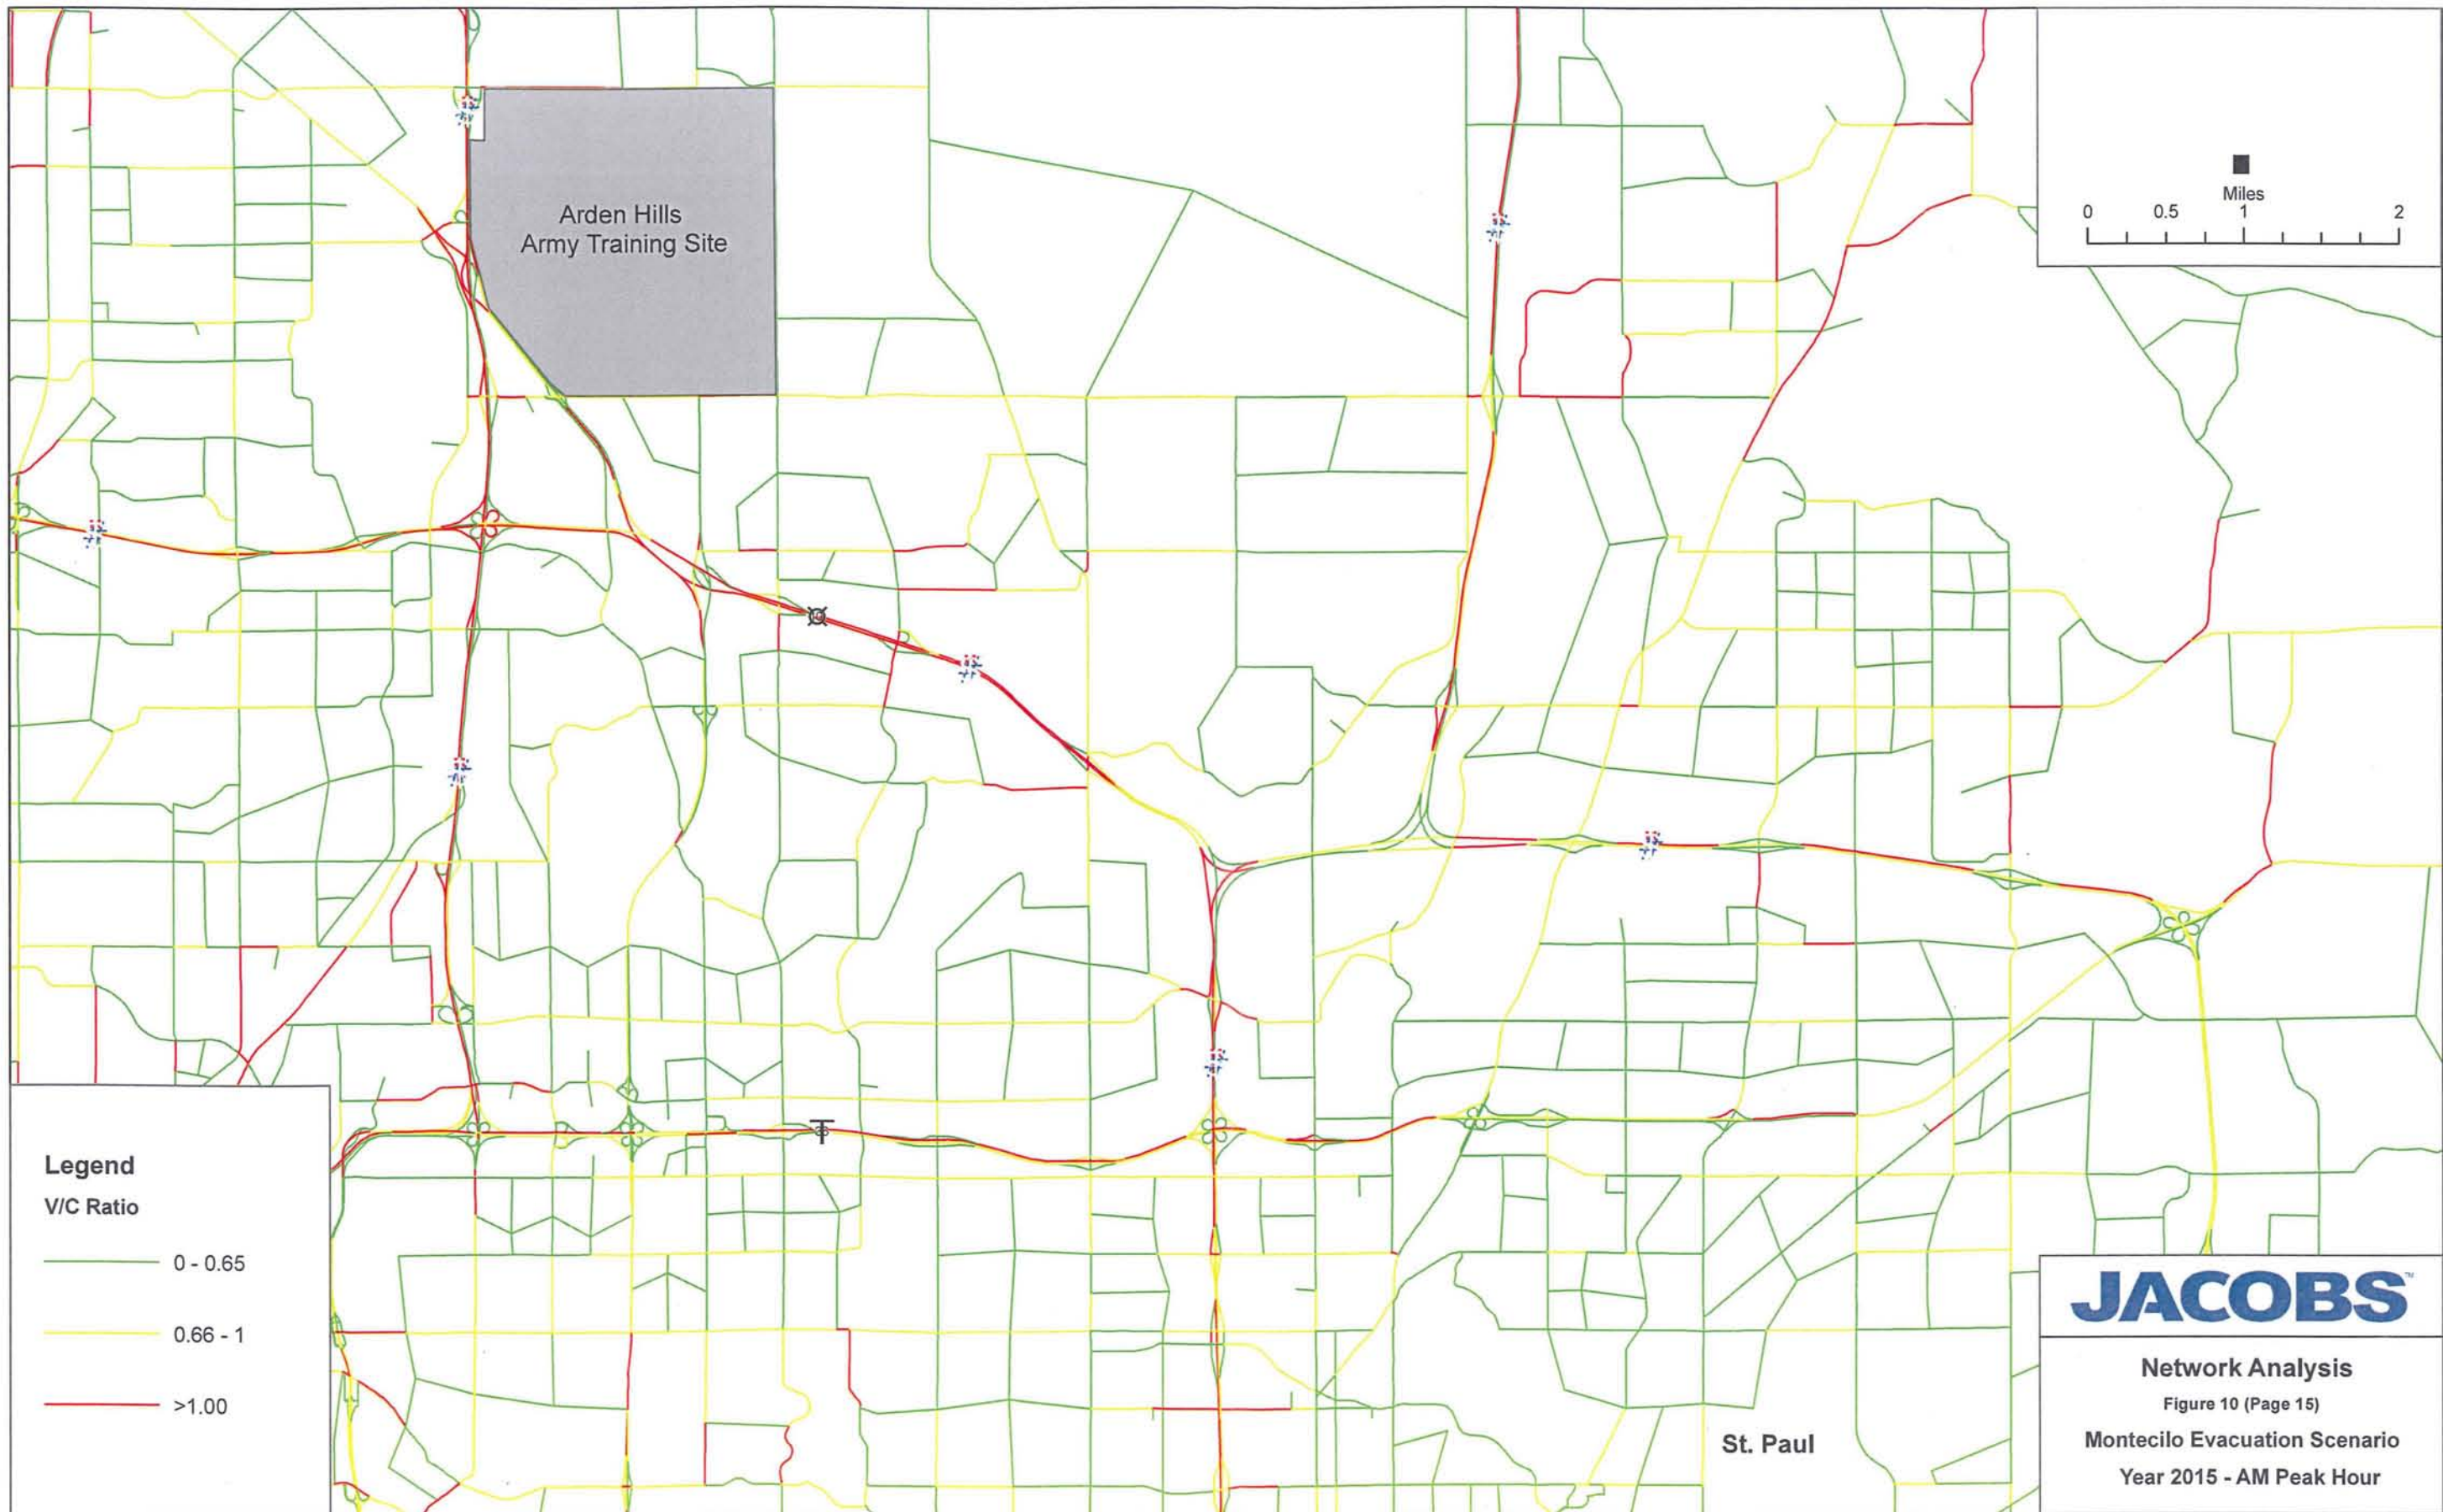 Arden Hills
Army Training Site
Miles
0 0.5 1 2
Legend
V/C Ratio
0 - 0.65
0.66 - 1
>1.00
St. Paul
JACOBS™
Network Analysis
Figure 10 (Page 15)
Montecilo Evacuation Scenario
Year 2015 - AM Peak Hour